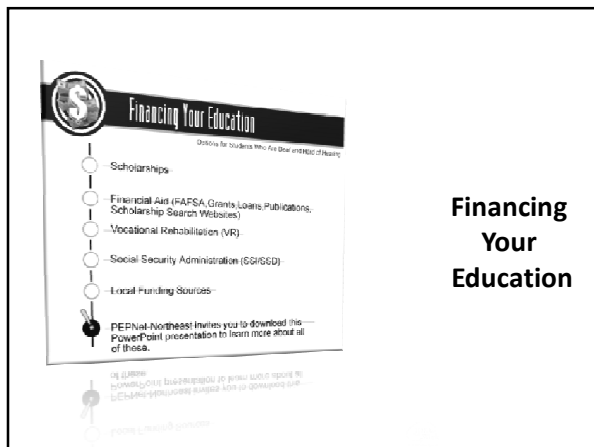 $
Financing Your Education
Options for Students Who Are Deaf and Hard of Hearing
Scholarships
Financial Aid (FAFSA,Grants,Loans,Publications,
Scholarship Search Websites)
Vocational Rehabilitation (VR)
Social Security Administration (SSI/SSD)
Local Funding Sources
PEPNet-Northeast invites you to download this
PowerPoint presentation to learn more about all
of these.
Financing
Your
Education